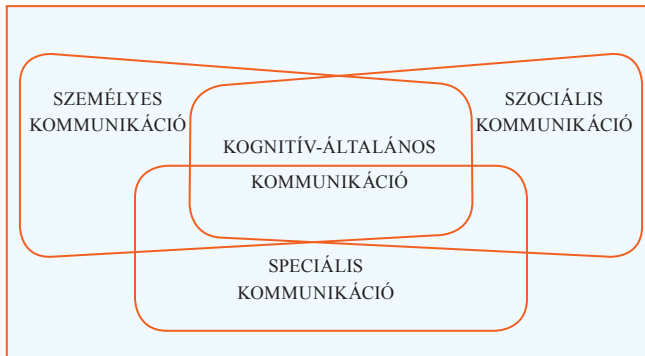 SZEMÉLYES
KOMMUNIKÁCIÓ
SZOCIÁLIS
KOMMUNIKÁCIÓ
KOGNITÍV-ÁLTALÁNOS
KOMMUNIKÁCIÓ
SPECIÁLIS
KOMMUNIKÁCIÓ